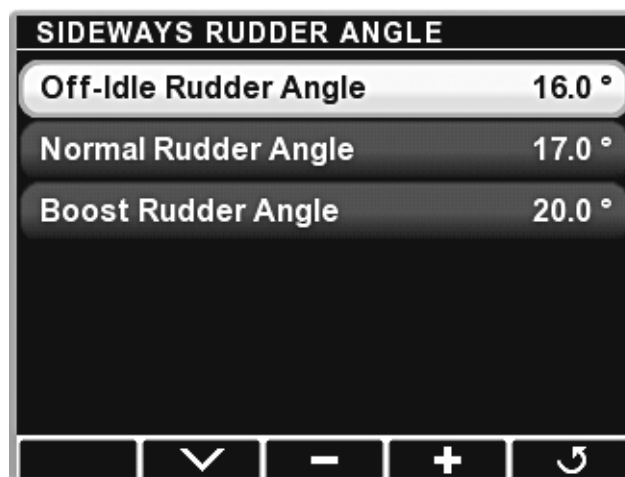 SIDEWAYS RUDDER ANGLE
Off-Idle Rudder Angle 16.0 °
Normal Rudder Angle 17.0 °
Boost Rudder Angle 20.0 °